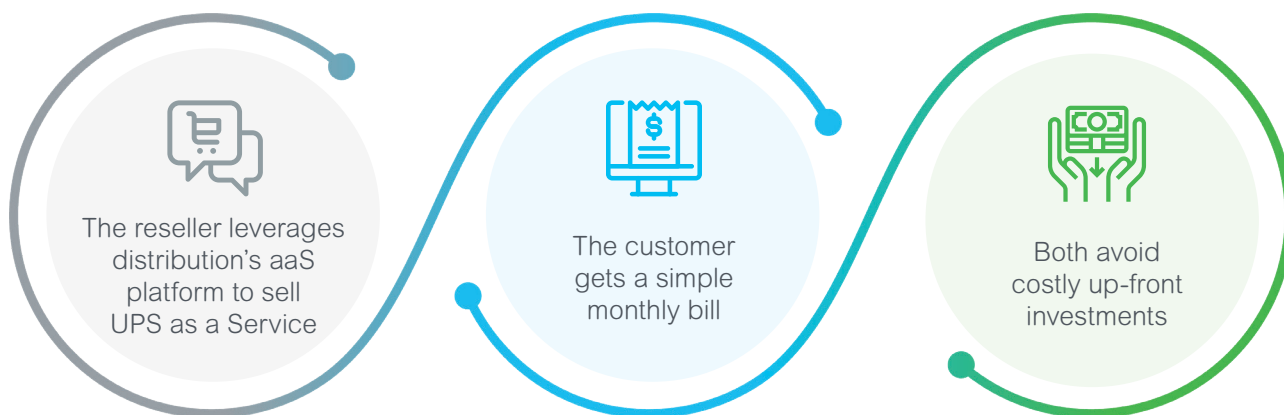 The reseller leverages
distribution’s aaS
platform to sell
UPS as a Service
$
The customer
gets a simple
monthly bill
Both avoid
costly up-front
investments